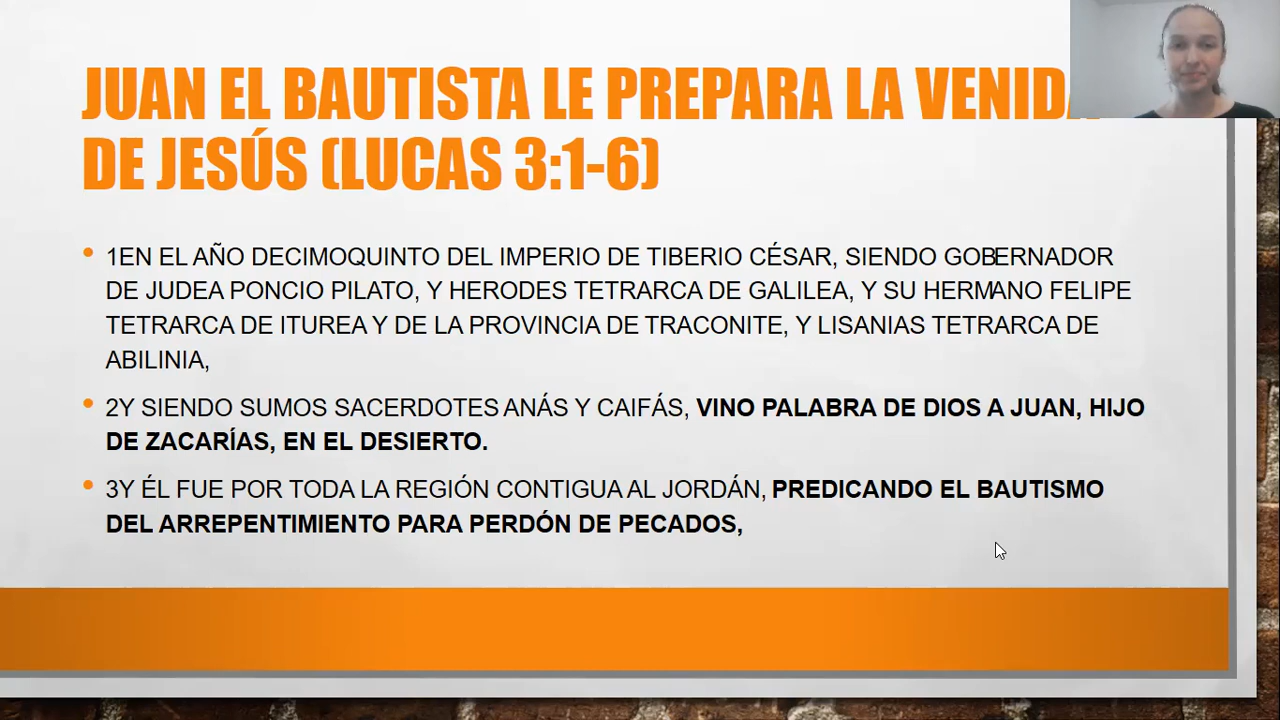 JUAN EL BAUTISTA LE PREPARA LA VENIDA
DE JESÚS (LUCAS 3:1-6)
1EN EL AÑO DECIMOQUINTO DEL IMPERIO DE TIBERIO CÉSAR, SIENDO GOBERNADOR
DE JUDEA PONCIO PILATO, Y HERODES TETRARCA DE GALILEA, Y SU HERMANO FELIPE
TETRARCA DE ITUREA Y DE LA PROVINCIA DE TRACONITE, Y LISANIAS TETRARCA DE
ABILINIA,
2Y SIENDO SUMOS SACERDOTES ANÁS Y CAIFÁS, VINO PALABRA DE DIOS A JUAN, HIJO
DE ZACARÍAS, EN EL DESIERTO.
3Y ÉL FUE POR TODA LA REGIÓN CONTIGUA AL JORDÁN, PREDICANDO EL BAUTISMO
DEL ARREPENTIMIENTO PARA PERDÓN DE PECADOS,